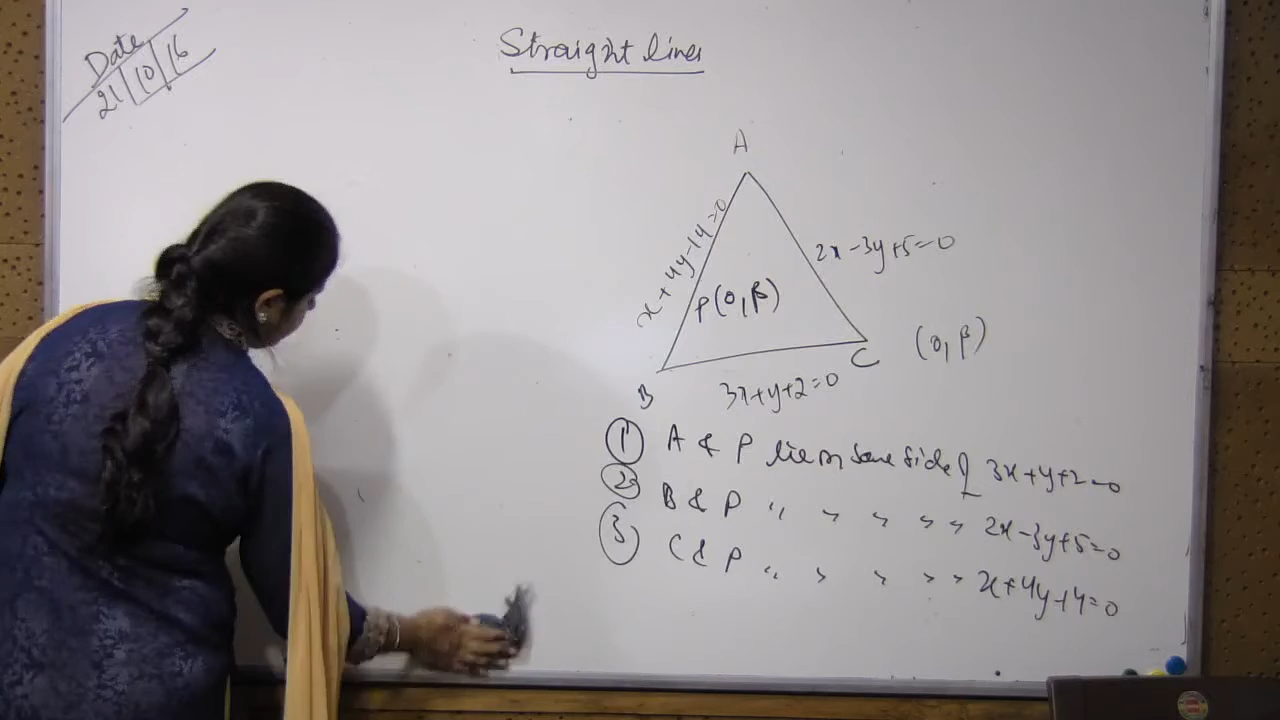 Date
21/10/16
Straight lines
A
x+4y-14=0
2x-3y+5=0
P(0,β)
B
C
(0,β)
3x+y+2=0
① A & P lie on same side of 3x+y+2=0
② B & P " " " " " 2x-3y+5=0
③ C & P " " " " " x+4y+4=0